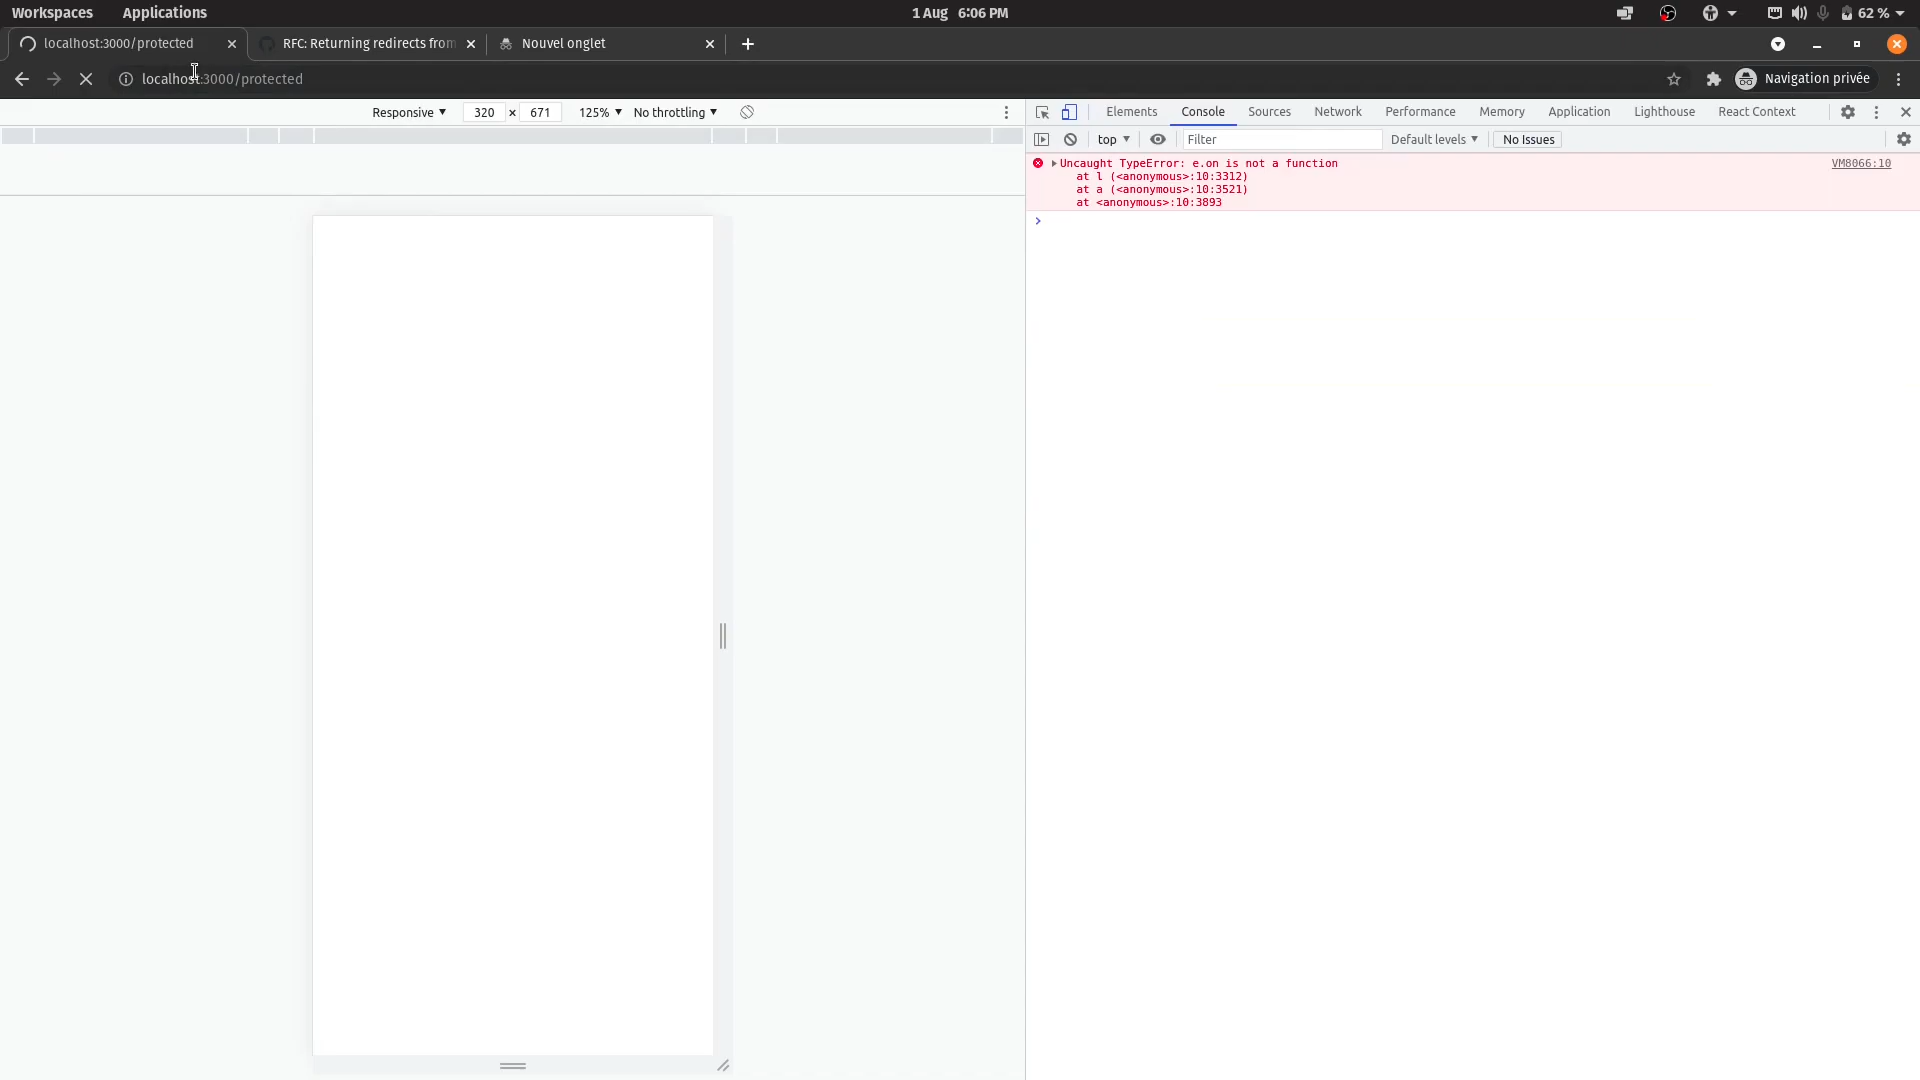 Workspaces Applications 1 Aug 6:06 PM 62 %
localhost:3000/protected RFC: Returning redirects from Nouvel onglet
localhost:3000/protected Navigation privée
Responsive 320 × 671 125% No throttling
Elements Console Sources Network Performance Memory Application Lighthouse React Context
top Filter Default levels No Issues
Uncaught TypeError: e.on is not a function VM8066:10
at l (<anonymous>:10:3312)
at a (<anonymous>:10:3521)
at <anonymous>:10:3893